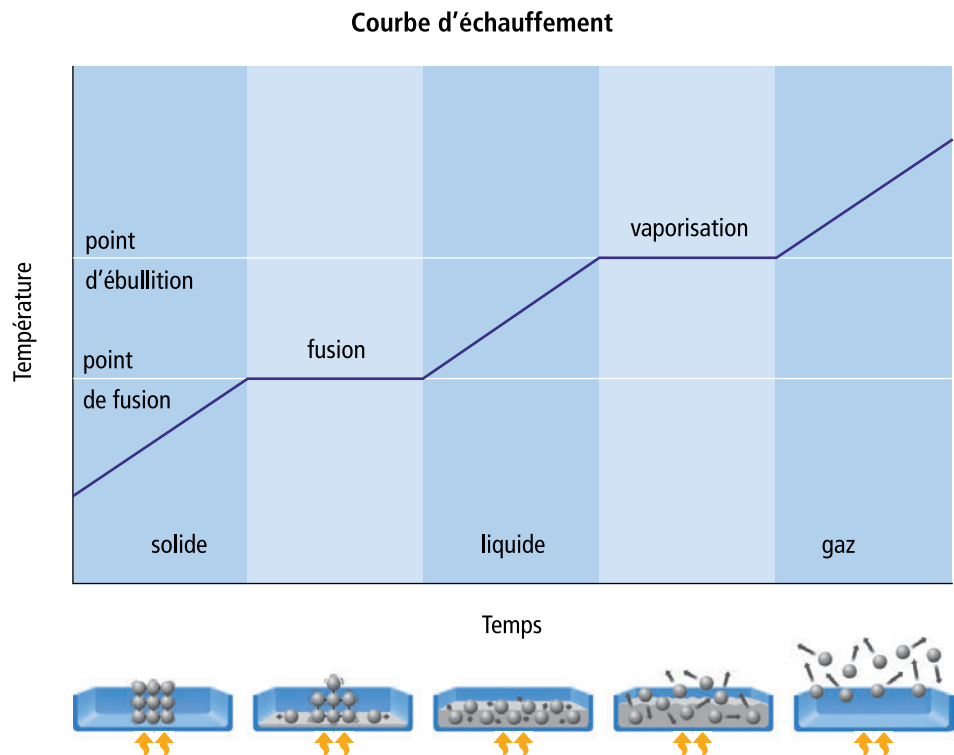 Courbe d’échauffement
Température
point
d’ébullition
point
de fusion
fusion
vaporisation
solide
liquide
gaz
Temps